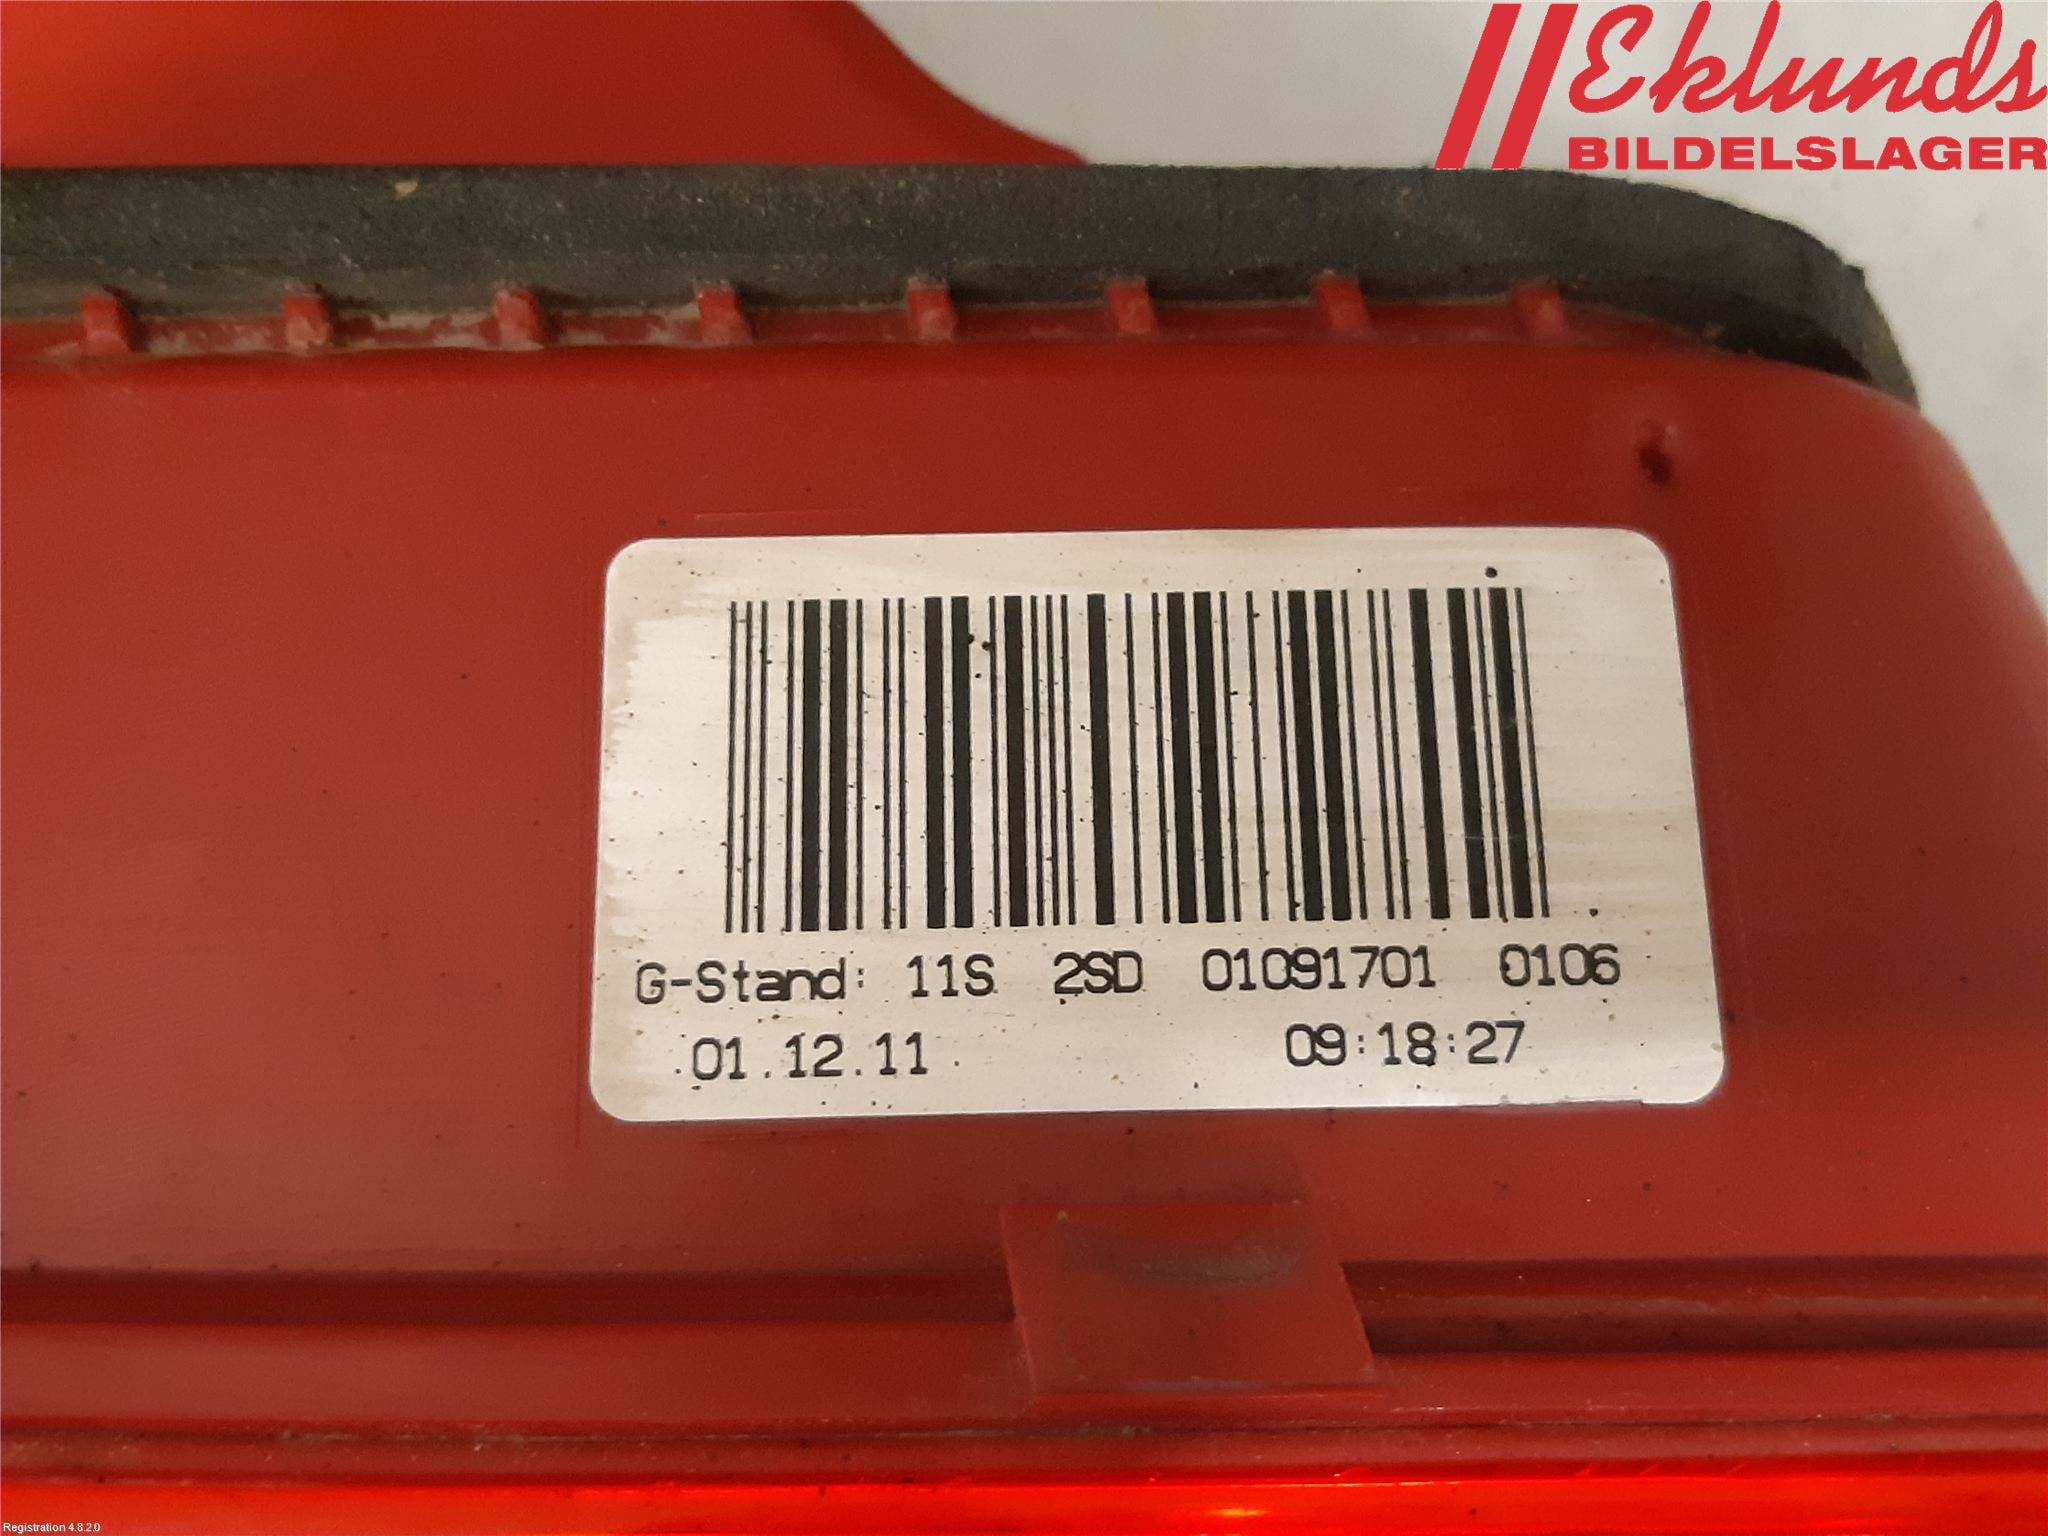 Eklunds
BILDELSLAGER
G-Stand: 11S 2SD 01091701 0106
01.12.11 09:18:27
Registration 4.8.2.0